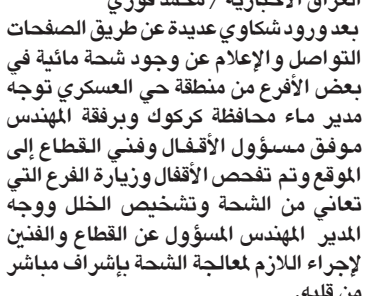 العراق الاخبارية / محمد فوزي
بعد ورود شكاوي عديدة عن طريق الصفحات
التواصل والإعلام عن وجود شحة مائية في
بعض الأفرع من منطقة حي العسكري توجه
مدير ماء محافظة كركوك وبرفقة المهندس
موفق مسؤول الأقفال وفني القطاع إلى
الموقع وتم تفحص الأقفال وزيارة الفرع التي
تعاني من الشحة وتشخيص الخلل ووجه
المدير المهندس المسؤول عن القطاع والفنين
لإجراء اللازم لمعالجة الشحة بإشراف مباشر
من قلبه.